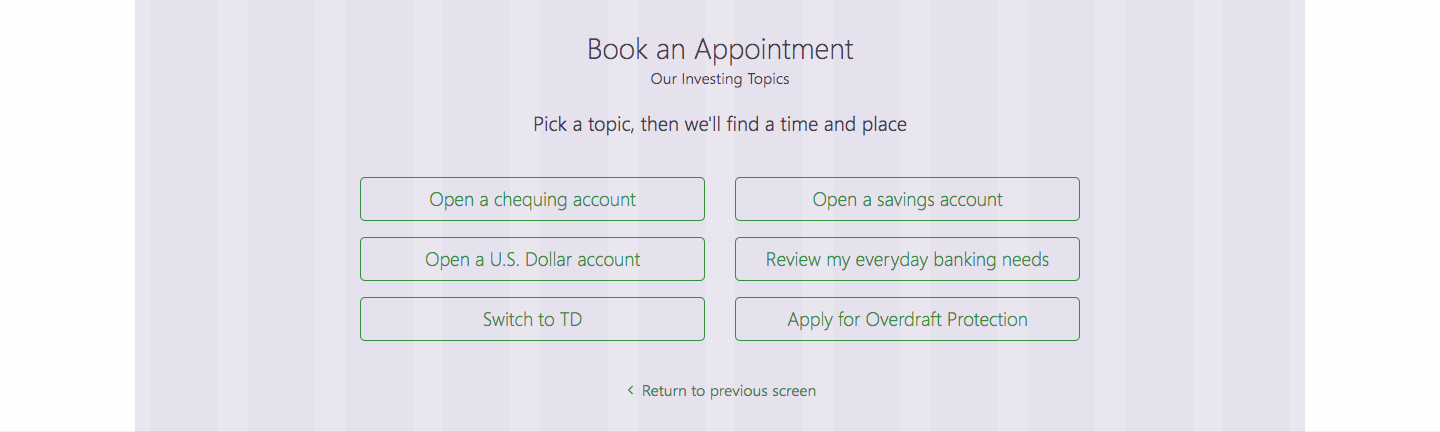 Book an Appointment
Our Investing Topics
Pick a topic, then we'll find a time and place
Open a chequing account
Open a savings account
Open a U.S. Dollar account
Review my everyday banking needs
Switch to TD
Apply for Overdraft Protection
Return to previous screen